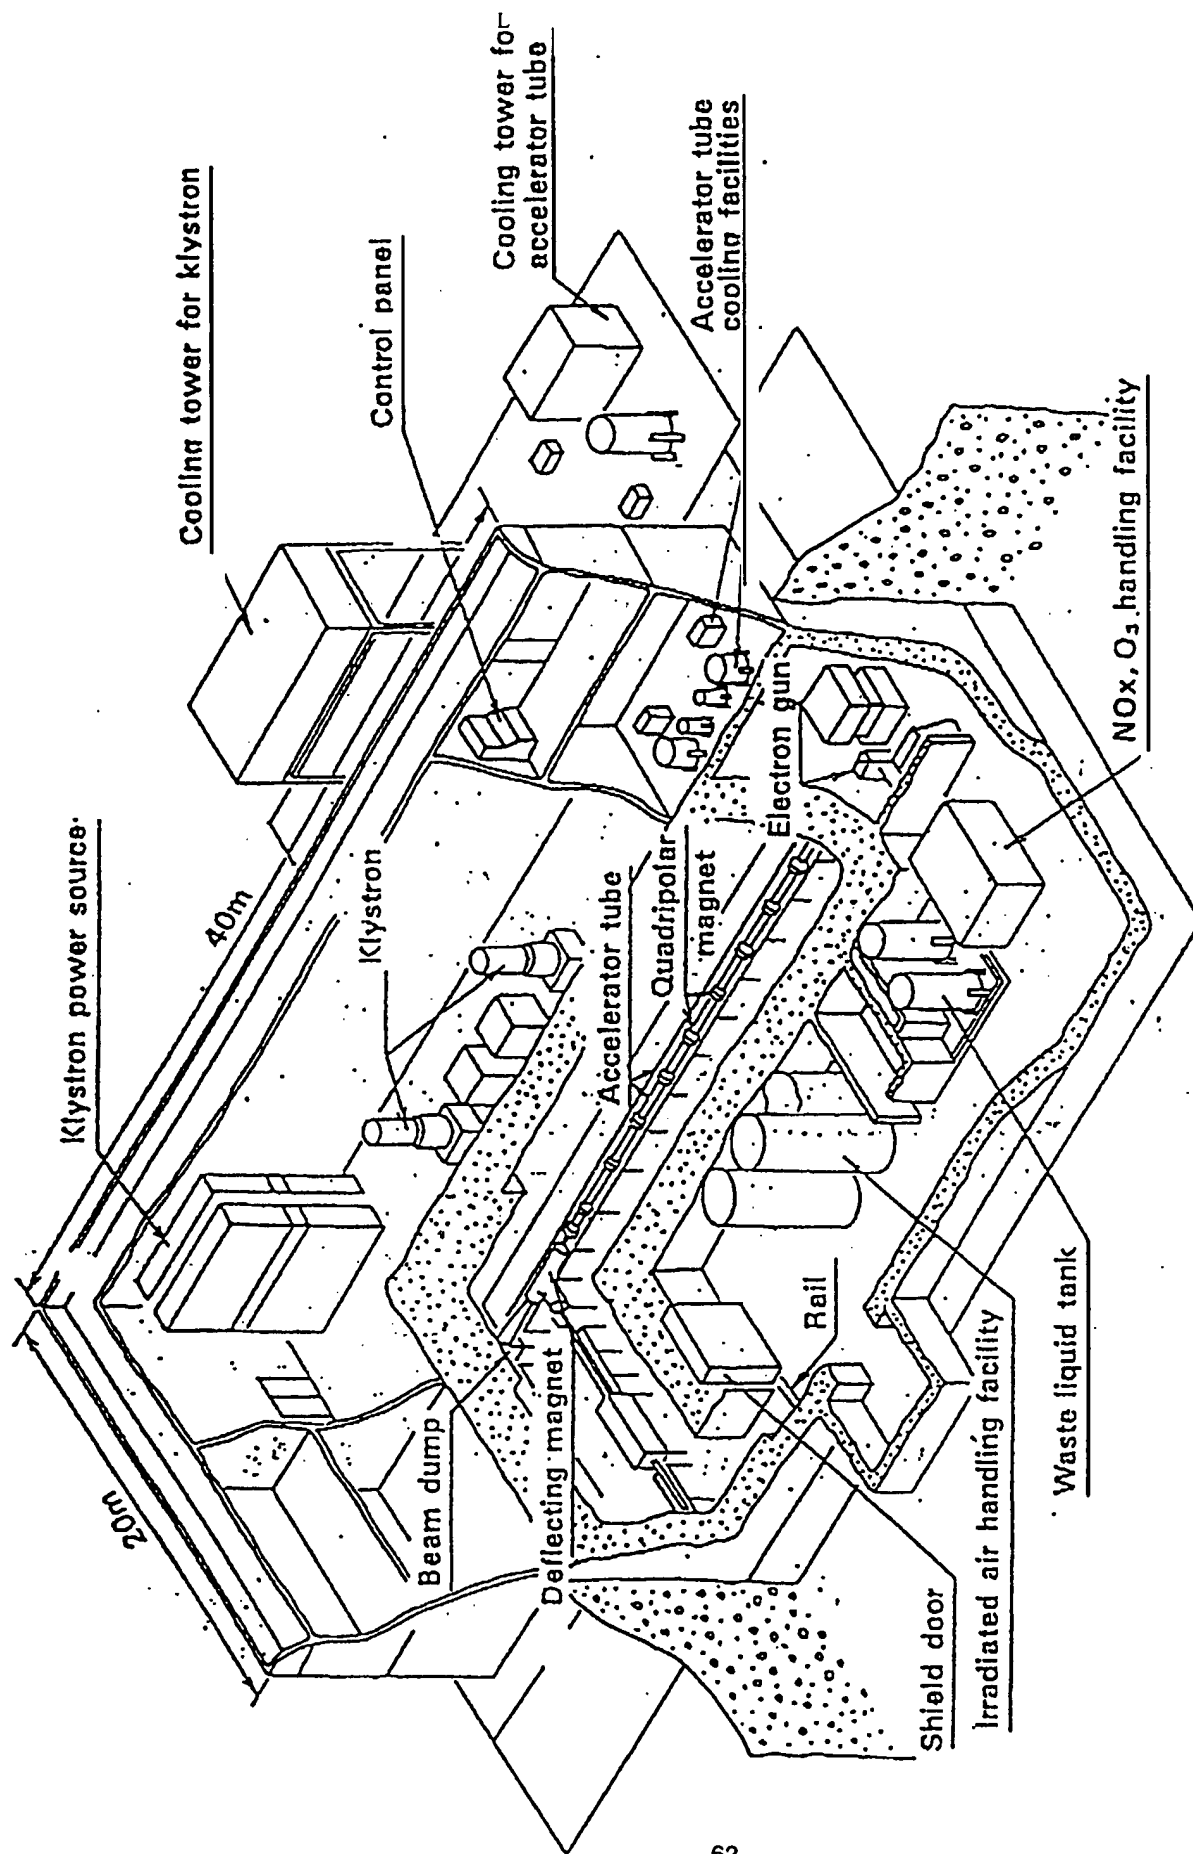 Cooling tower for klystron
Klystron power source
40m
Control panel
Cooling tower for
accelerator tube
Klystron
20m
Accelerator tube
cooling facilities
Accelerator tube
Quadripolar
magnet
Electron gun
Beam dump
Deflecting magnet
Rail
NOx, O₃ handling facility
Waste liquid tank
Shield door
Irradiated air handling facility
62